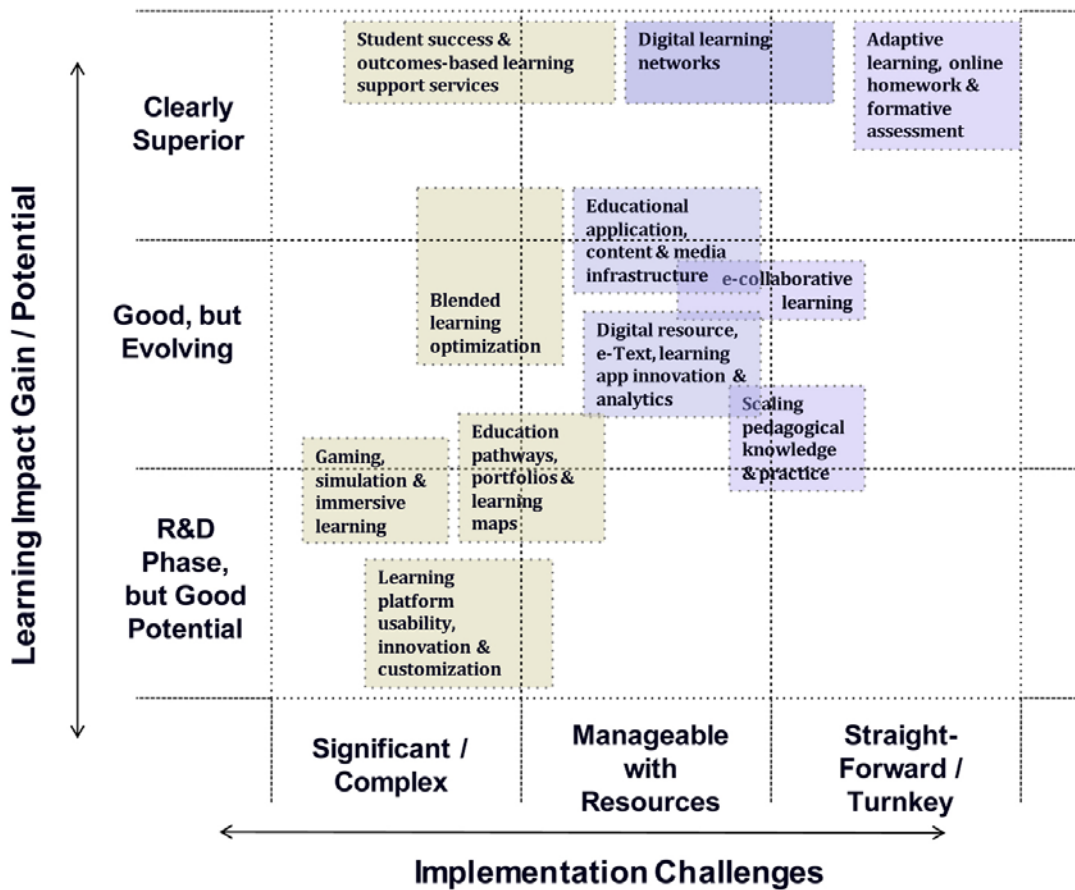 Student success &
outcomes-based learning
support services
Digital learning
networks
Adaptive
learning, online
homework &
formative
assessment
Clearly
Superior
Educational
application,
content & media
infrastructure
e-collaborative
learning
Good, but
Evolving
Blended
learning
optimization
Digital resource,
e-Text, learning
app innovation &
analytics
Scaling
pedagogical
knowledge
& practice
Education
pathways,
portfolios &
learning
maps
Gaming,
simulation &
immersive
learning
R&D
Phase,
but Good
Potential
Learning
platform
usability,
innovation &
customization
Learning Impact Gain / Potential
Significant /
Complex
Manageable
with
Resources
Straight-
Forward /
Turnkey
Implementation Challenges